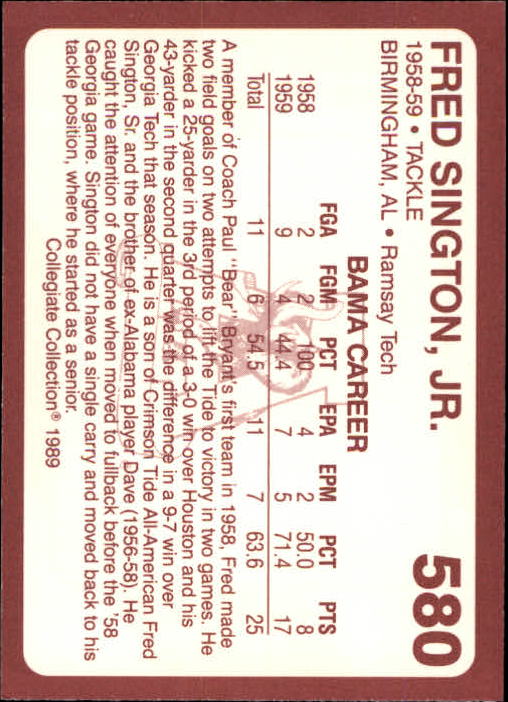 FRED SINGTON, JR. 580
1958-59 • TACKLE
BIRMINGHAM, AL • Ramsay Tech
BAMA CAREER
FGA FGM PCT EPA EPM PCT PTS
1958 2 2 100 4 2 50.0 8
1959 9 4 44.4 7 5 71.4 17
Total 11 6 54.5 11 7 63.6 25
A member of Coach Paul "Bear" Bryant's first team in 1958, Fred made
two field goals on two attempts to lift the Tide to victory in two games. He
kicked a 25-yarder in the 3rd period of a 3-0 win over Houston and his
43-yarder in the second quarter was the difference in a 9-7 win over
Georgia Tech that season. He is a son of Crimson Tide All-American Fred
Sington, Sr. and the brother of ex-Alabama player Dave (1956-58). He
caught the attention of everyone when moved to fullback before the '58
Georgia game. Sington did not have a single carry and moved back to his
tackle position, where he started as a senior.
Collegiate Collection® 1989